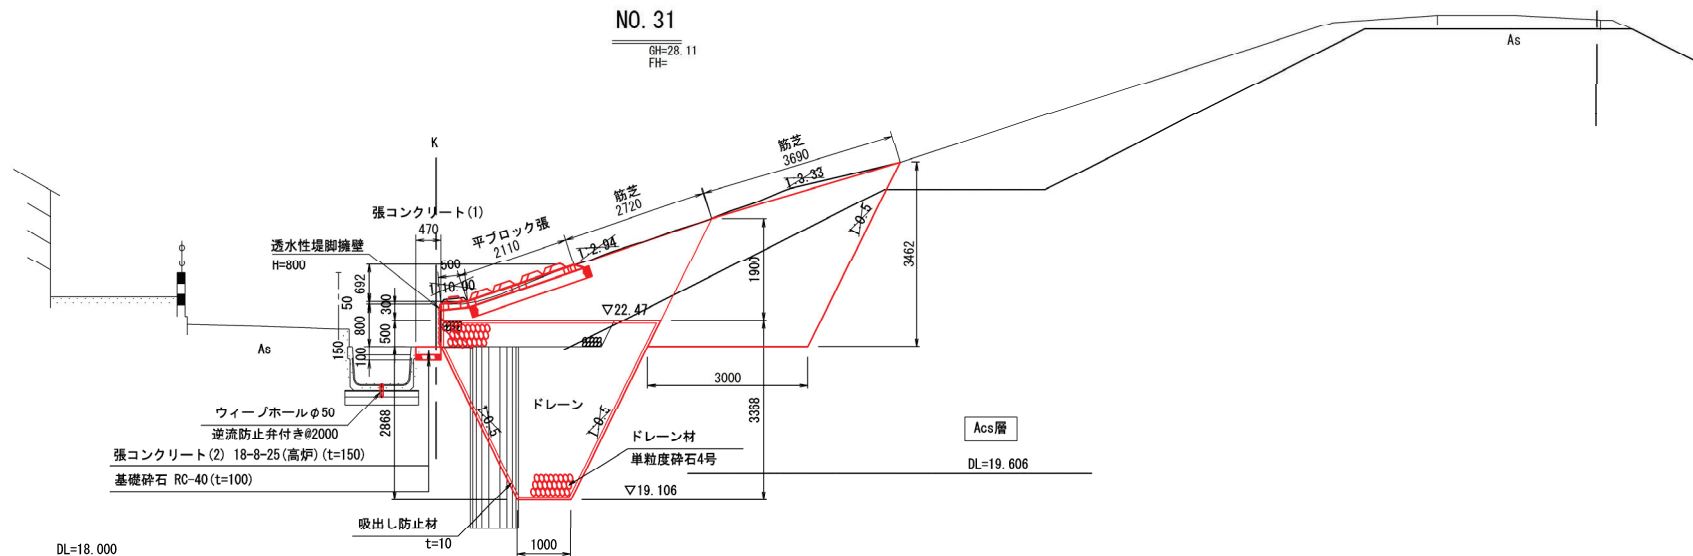 NO. 31
GH=28.11
FH=
As
K
筋芝
3690
1:3.33
筋芝
2720
張コンクリート(1)
470
平ブロック張
2110
1:2.94
1:0.5
透水性堤脚擁壁
H=800
500
1:10.00
692
50
300
1901
3462
▽22.47
800
500
150
100
As
3000
ドレーン
3368
2868
ウィープホールφ50
逆流防止弁付き@2000
1:0.5
1:0.5
ドレーン材
単粒度砕石4号
Acs層
張コンクリート(2) 18-8-25(高炉)(t=150)
DL=19.606
基礎砕石 RC-40(t=100)
▽19.106
吸出し防止材
t=10
1000
DL=18.000